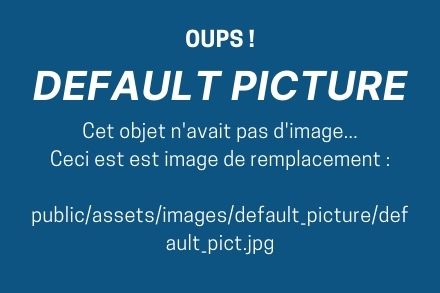 OUPS !
DEFAULT PICTURE
Cet objet n'avait pas d'image...
Ceci est est image de remplacement :
public/assets/images/default_picture/def
ault_pict.jpg